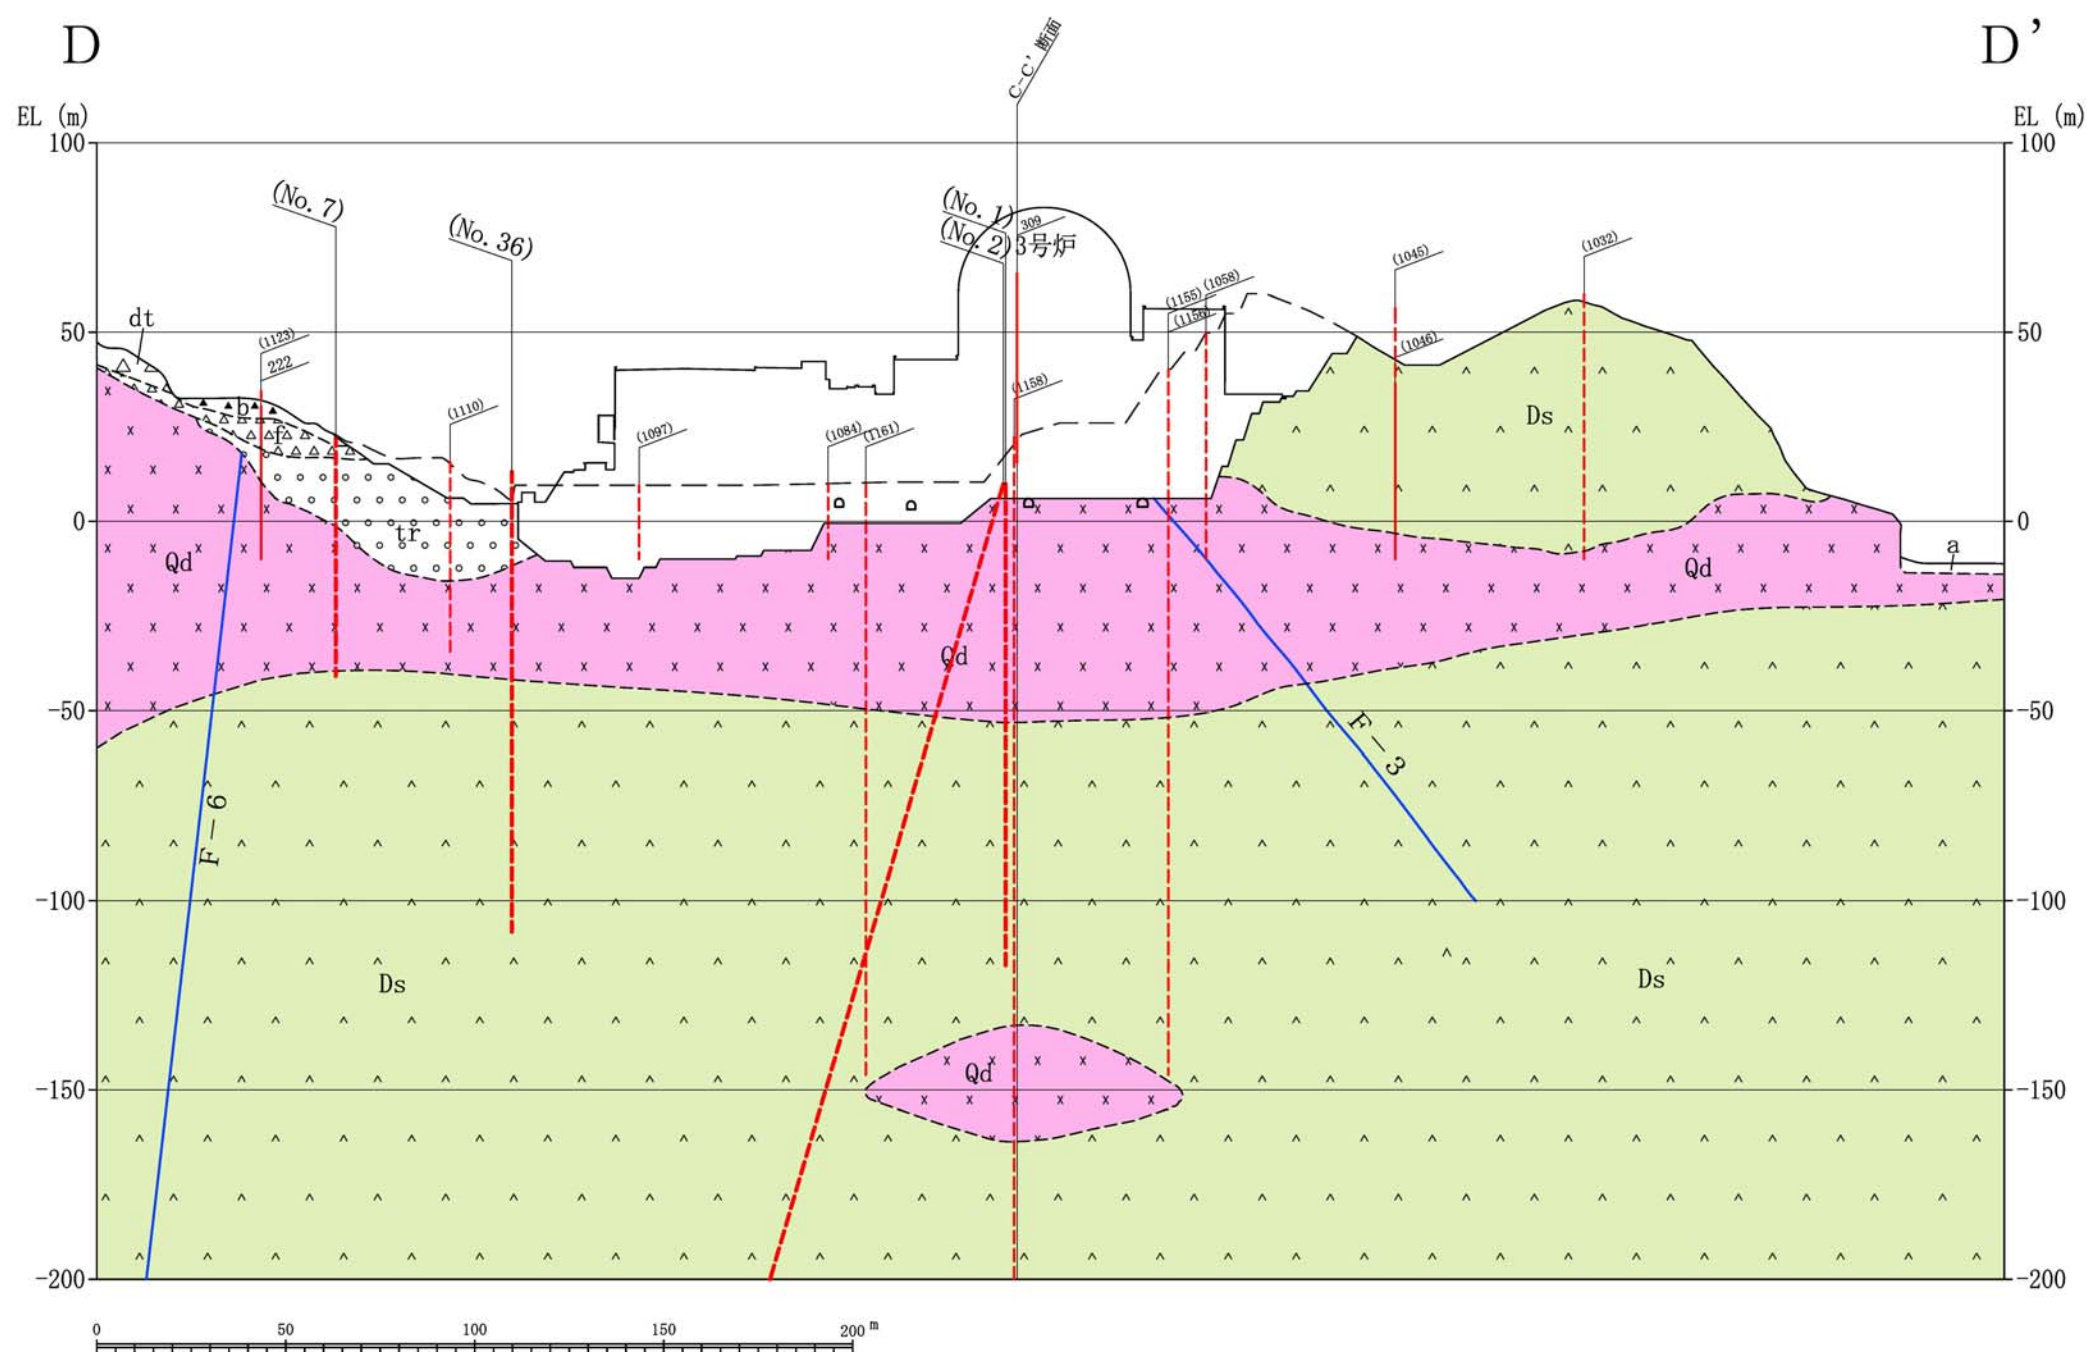 D
D’
C-C’ 断面
EL (m)
EL (m)
100
100
(No. 7)
(No. 36)
(No. 1)
309
(No. 2)
3号炉
(1045)
(1032)
(1155)
(1058)
(1156)
dt
50
50
(1123)
222
(1046)
(1158)
b
f
(1110)
(1097)
(1084)
(1161)
Ds
0
0
tr
Qd
Qd
a
Qd
-50
-50
F-3
F-6
-100
-100
Ds
Ds
Qd
-150
-150
-200
-200
0
50
100
150
200 m